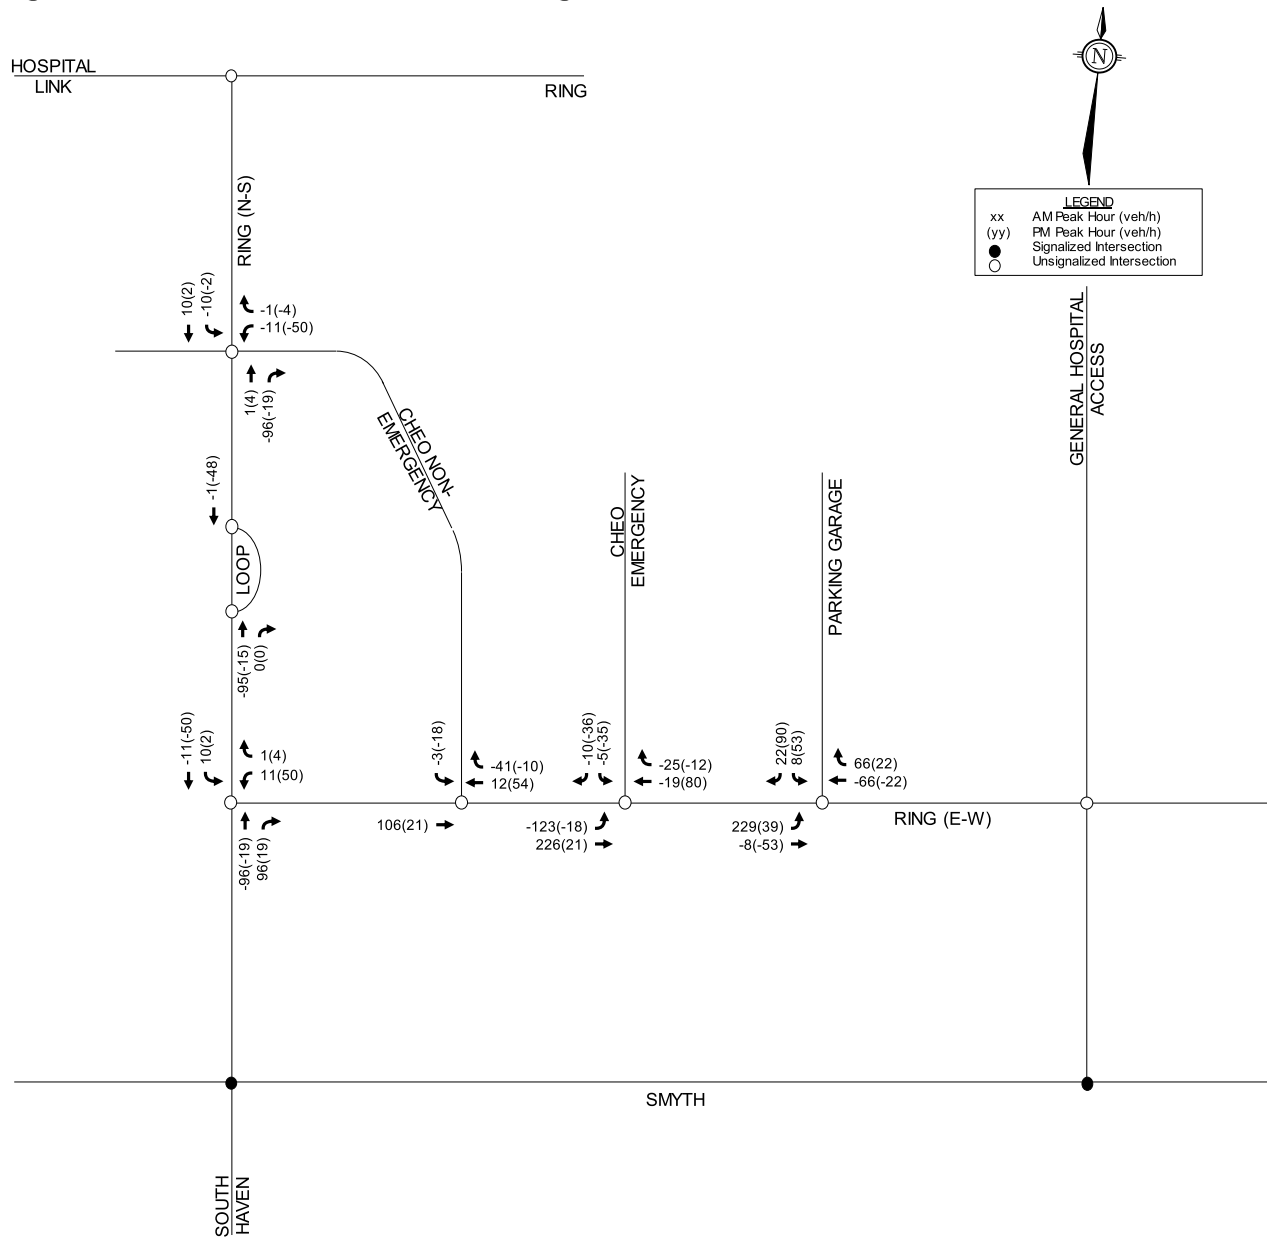 HOSPITAL
LINK
RING
N
LEGEND
xx AM Peak Hour (veh/h)
(yy) PM Peak Hour (veh/h)
Signalized Intersection
Unsignalized Intersection
RING (N-S)
10(2)
-10(-2)
-1(-4)
-11(-50)
1(4)
-96(-19)
CHEO NON-
EMERGENCY
GENERAL HOSPITAL
ACCESS
-1(-48)
LOOP
-95(-15)
0(0)
CHEO
EMERGENCY
PARKING GARAGE
-11(-50)
10(2)
1(4)
11(50)
-96(-19)
96(19)
-3(-18)
-41(-10)
12(54)
106(21)
-10(-36)
-5(-35)
-25(-12)
-19(80)
-123(-18)
226(21)
22(90)
8(53)
66(22)
-66(-22)
229(39)
-8(-53)
RING (E-W)
SMYTH
SOUTH
HAVEN